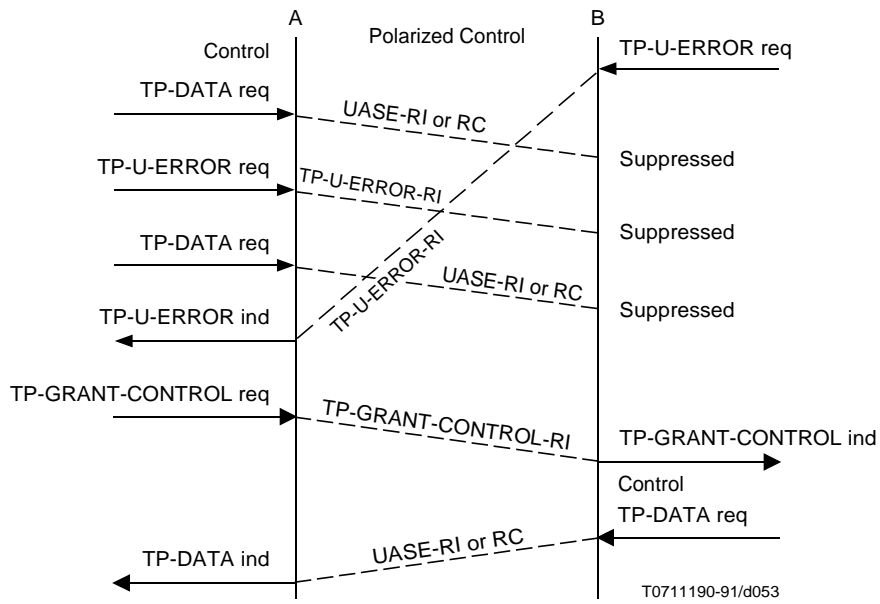 A
B
Control
Polarized Control
TP-U-ERROR req
TP-DATA req
UASE-RI or RC
Suppressed
TP-U-ERROR req
TP-U-ERROR-RI
Suppressed
TP-DATA req
TP-U-ERROR-RI
UASE-RI or RC
Suppressed
TP-U-ERROR ind
TP-GRANT-CONTROL req
TP-GRANT-CONTROL-RI
TP-GRANT-CONTROL ind
Control
TP-DATA req
TP-DATA ind
UASE-RI or RC
T0711190-91/d053